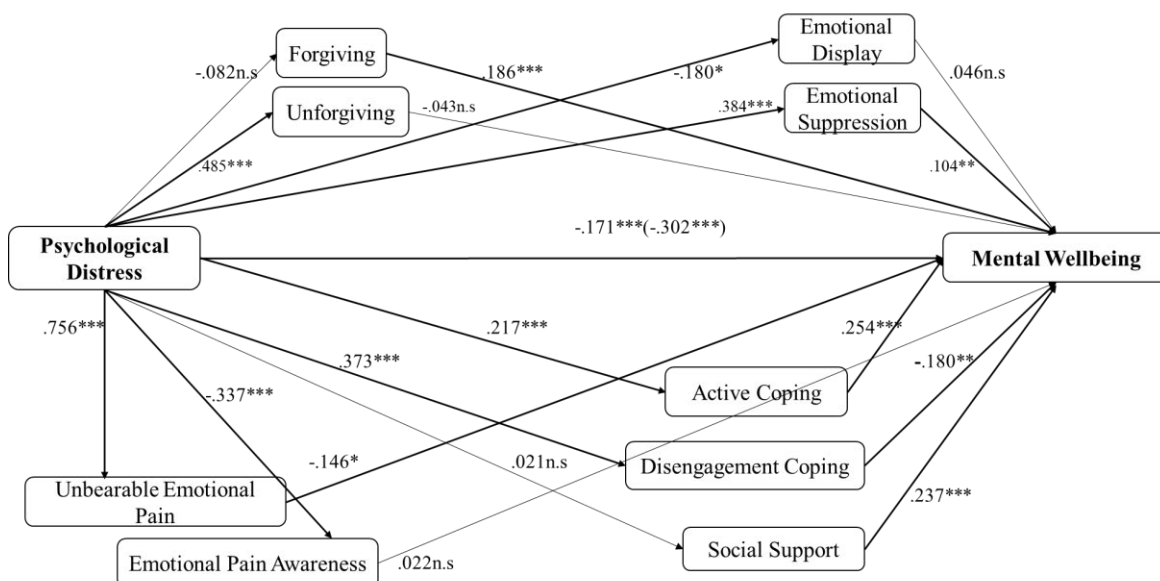 Forgiving
Emotional
Display
-.082n.s
.186***
-.180*
.046n.s
Unforgiving
-.043n.s
.384***
Emotional
Suppression
.485***
.104**
Psychological
Distress
-.171***(-.302***)
Mental Wellbeing
.756***
.217***
.254***
.373***
-.180**
-.337***
Active Coping
-.146*
.021n.s
Disengagement Coping
Unbearable Emotional
Pain
.237***
Emotional Pain Awareness
.022n.s
Social Support